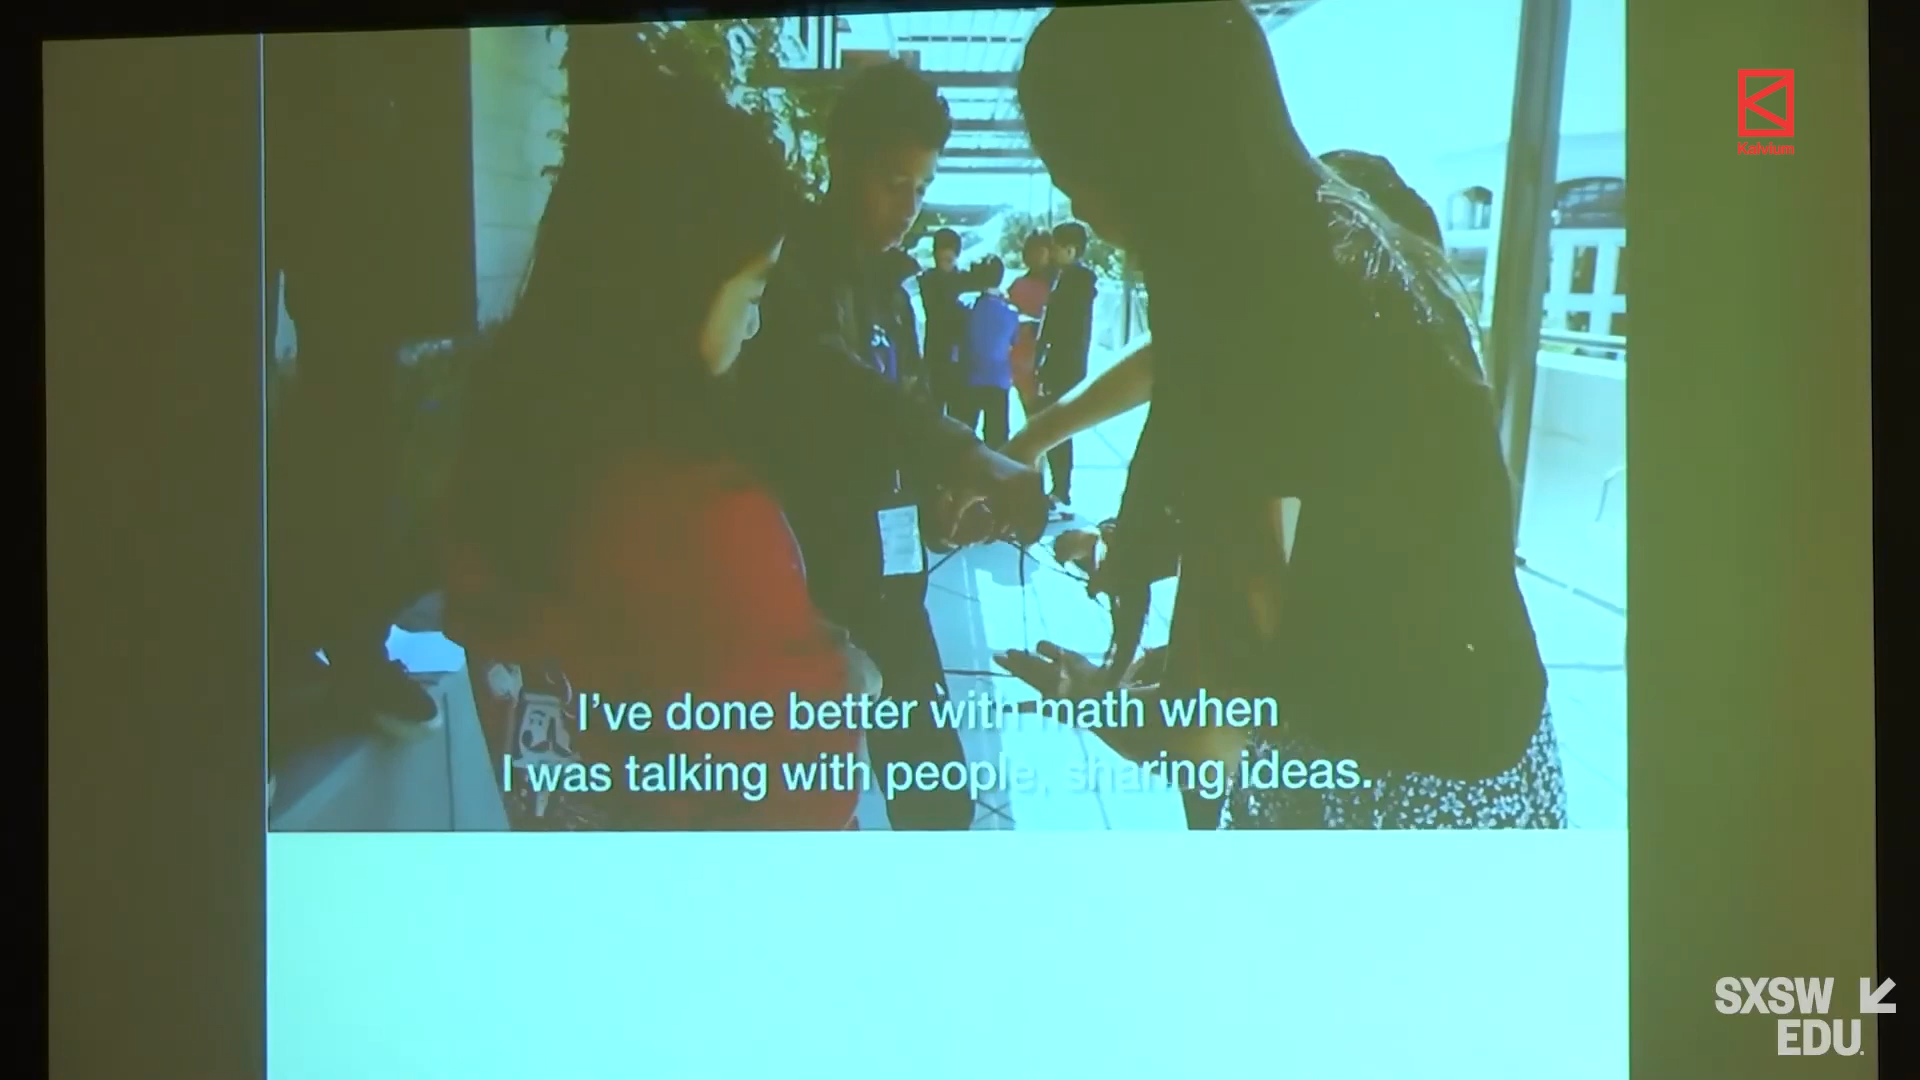 Kalvium
I've done better with math when
I was talking with people, sharing ideas.
SXSW
EDU